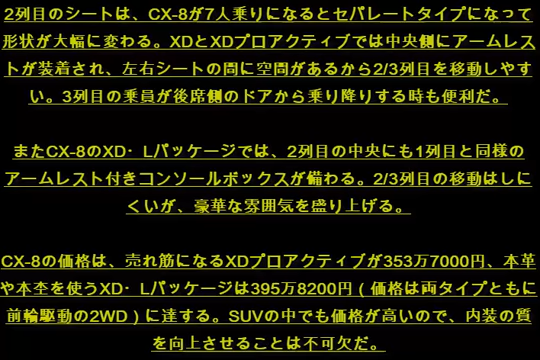 2列目のシートは、CX-8が7人乗りになるとセパレートタイプになって
形状が大幅に変わる。XDとXDプロアクティブでは中央側にアームレス
トが装着され、左右シートの間に空間があるから2/3列目を移動しやす
い。3列目の乗員が後席側のドアから乗り降りする時も便利だ。
またCX-8のXD・Lパッケージでは、2列目の中央にも1列目と同様の
アームレスト付きコンソールボックスが備わる。2/3列目の移動はしに
くいが、豪華な雰囲気を盛り上げる。
CX-8の価格は、売れ筋になるXDプロアクティブが353万7000円、本革
や本杢を使うXD・Lパッケージは395万8200円（価格は両タイプともに
前輪駆動の2WD）に達する。SUVの中でも価格が高いので、内装の質
を向上させることは不可欠だ。